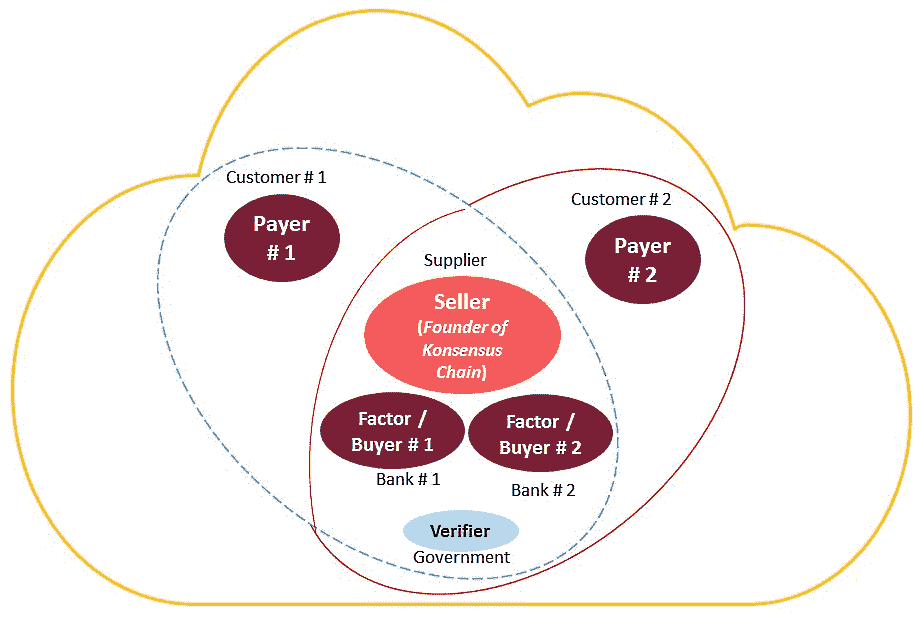 Customer # 1
Payer
# 1
Customer # 2
Payer
# 2
Supplier
Seller
(Founder of
Konsensus
Chain)
Factor /
Buyer # 1
Bank # 1
Factor /
Buyer # 2
Bank # 2
Verifier
Government